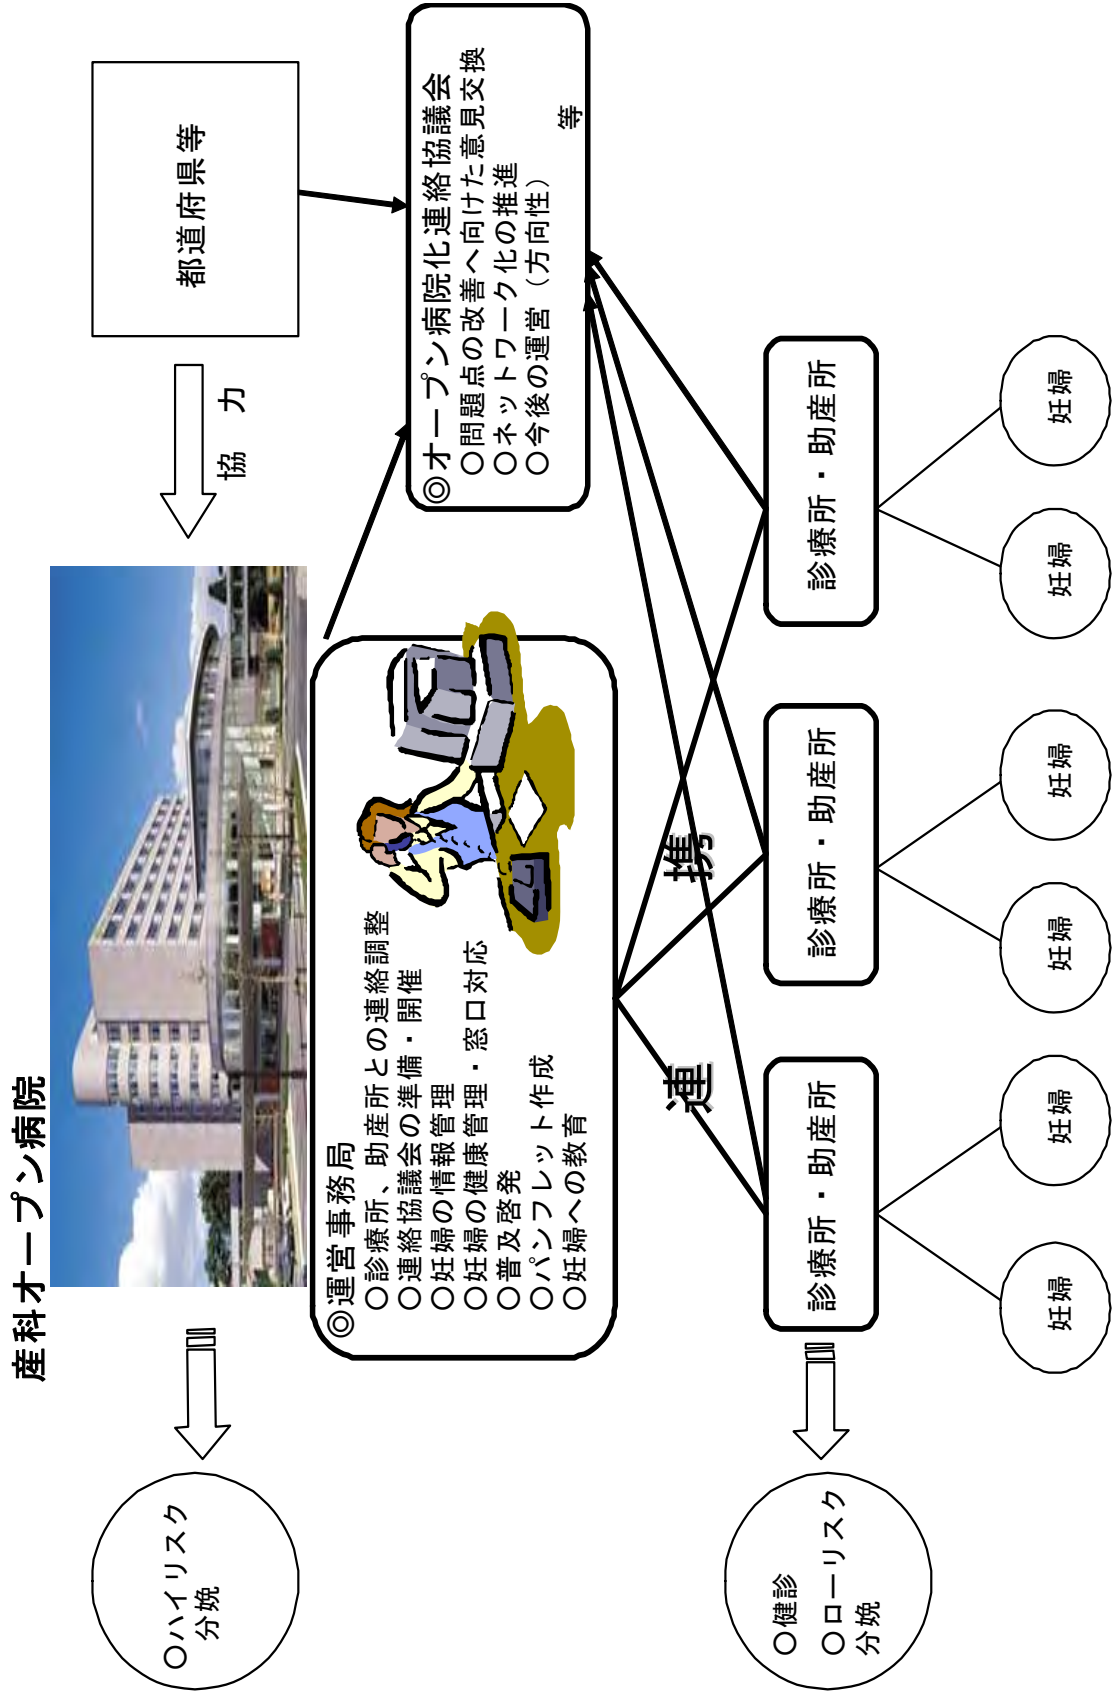 産科オープン病院
○ハイリスク
分娩
協力
都道府県等
◎運営事務局
○診療所、助産所との連絡調整
○連絡協議会の準備・開催
○妊婦の情報管理
○妊婦の健康管理・窓口対応
○普及啓発
○パンフレット作成
○妊婦への教育
◎オープン病院化連絡協議会
○問題点の改善へ向けた意見交換
○ネットワーク化の推進
○今後の運営（方向性）
等
連携
○健診
○ローリスク
分娩
診療所・助産所
診療所・助産所
診療所・助産所
妊婦
妊婦
妊婦
妊婦
妊婦
妊婦